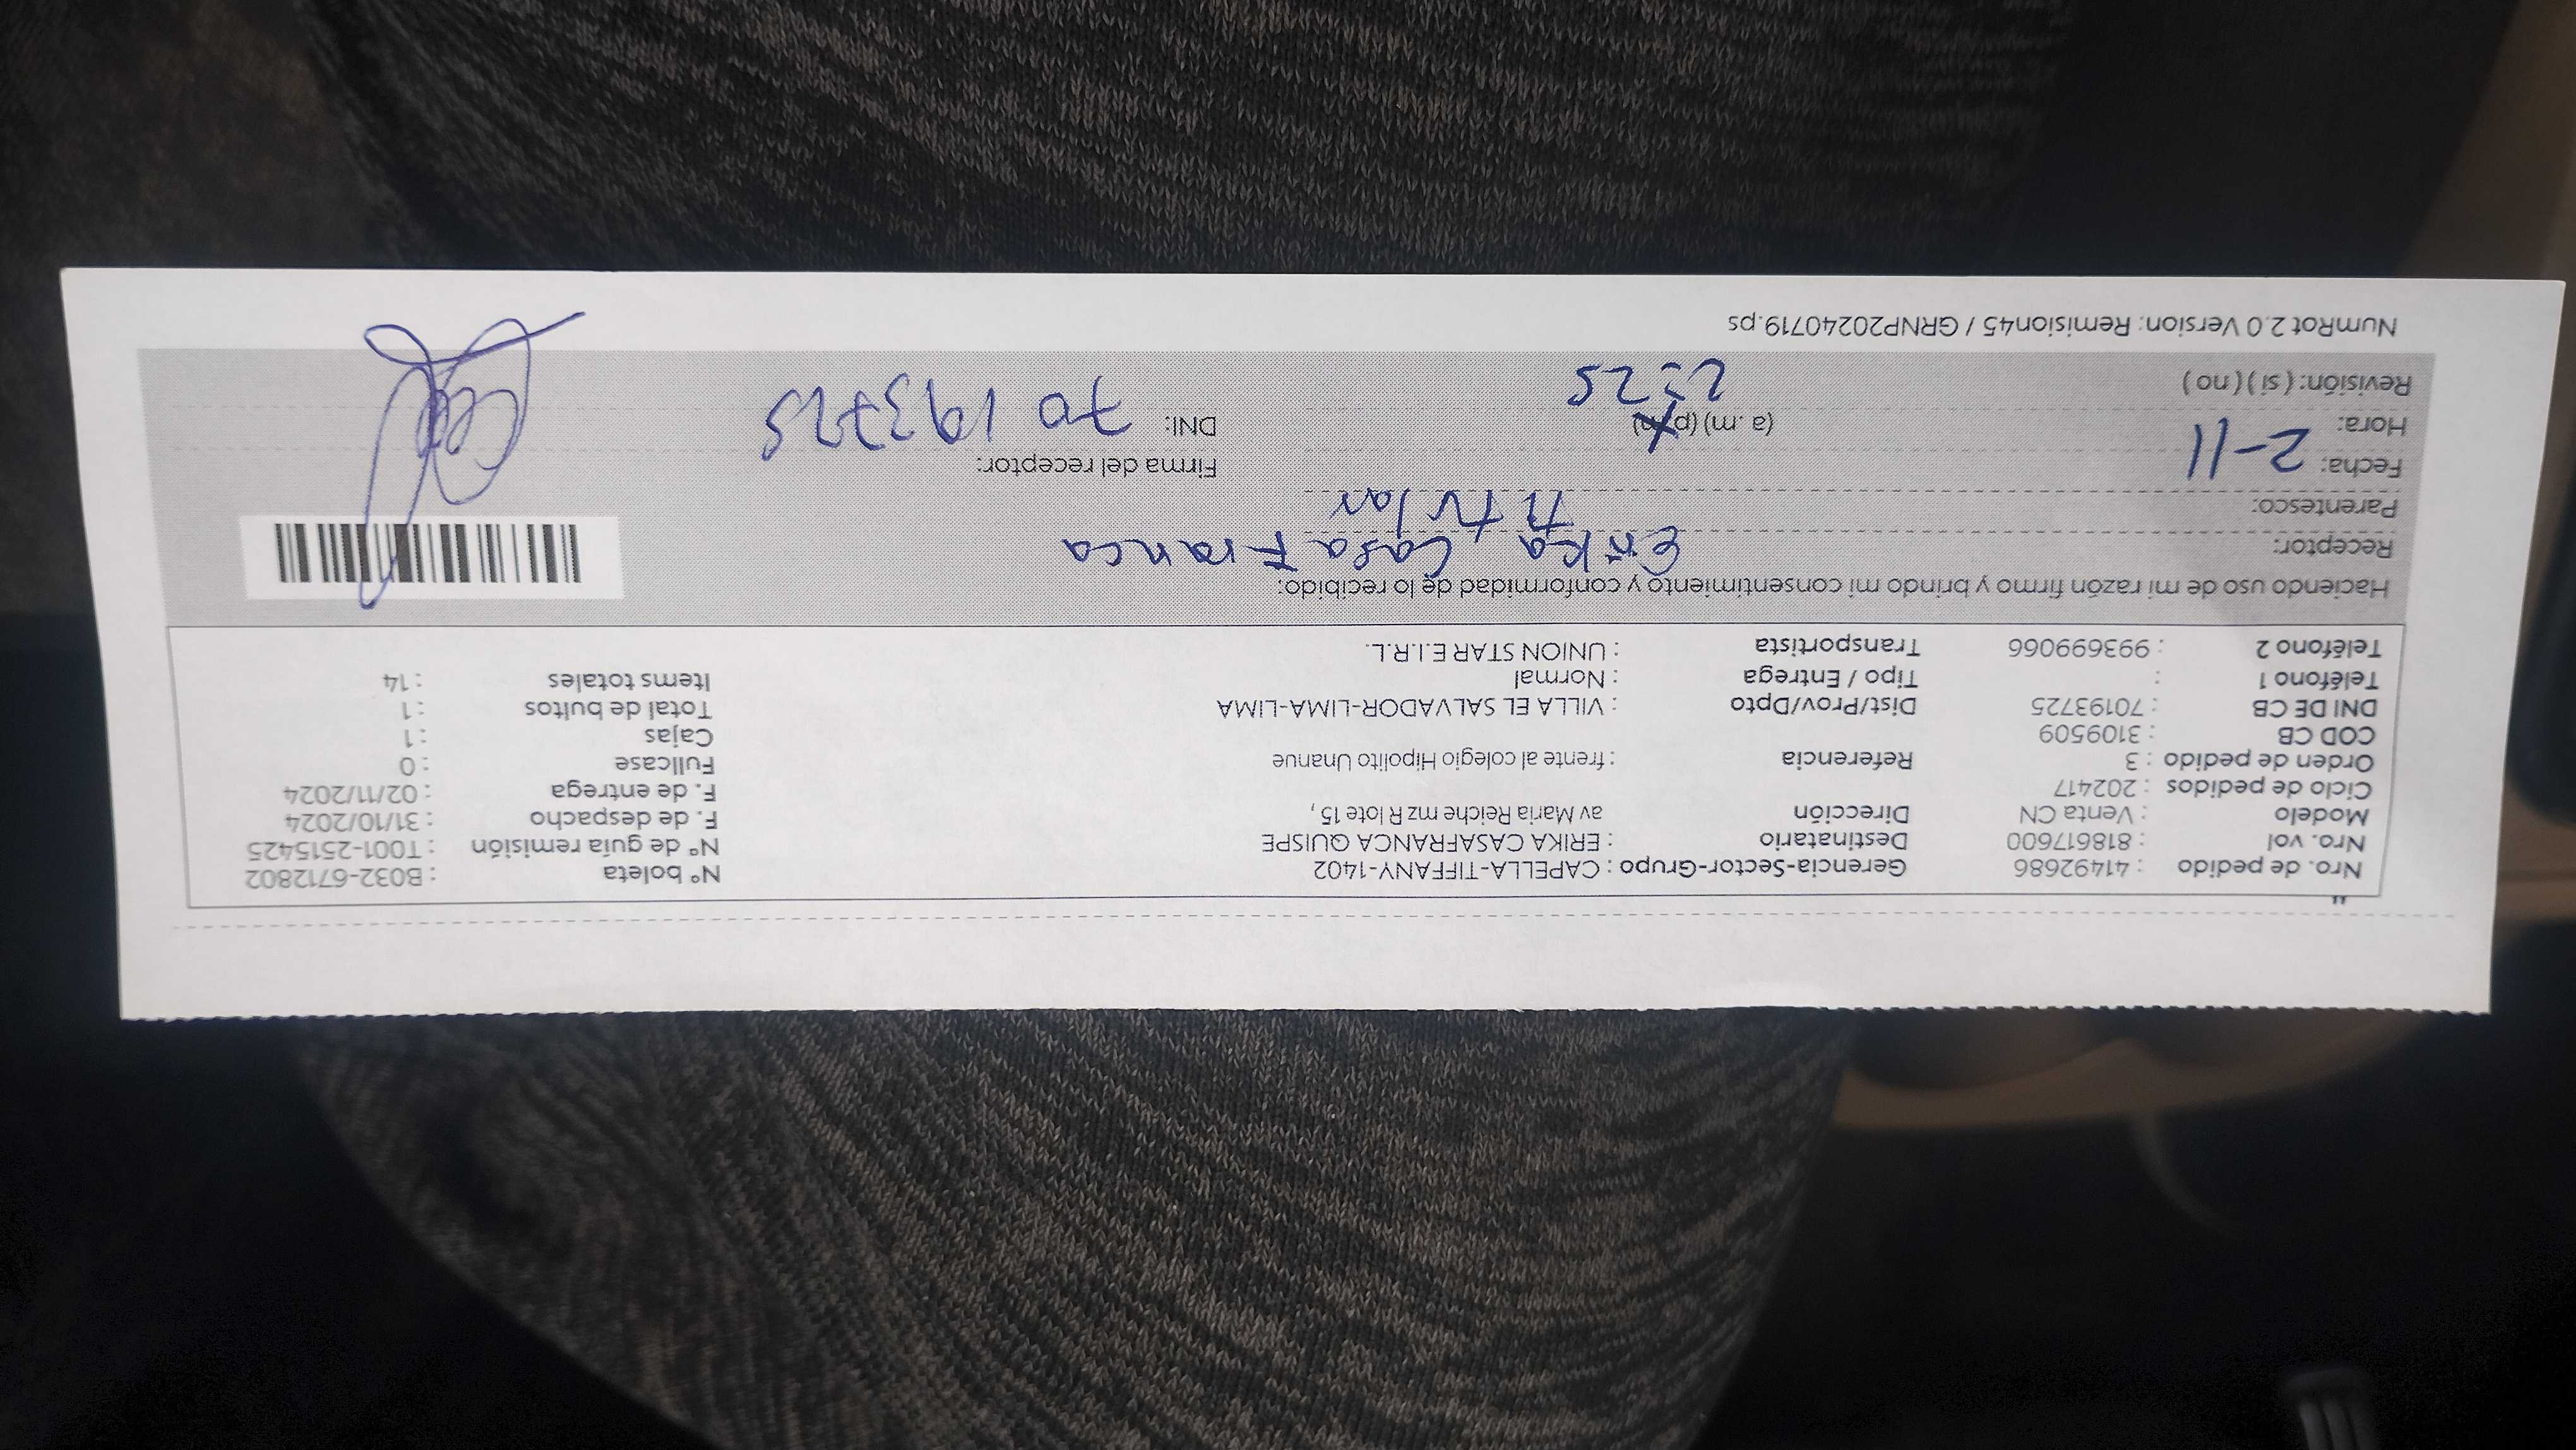 Nro. de pedido : 41492686 Gerencia-Sector-Grupo : CAPELLA-TIFFANY-1402 N° boleta : B032-6712802
Nro. vol : 818617600 Destinatario : ERIKA CASAFRANCA QUISPE N° de guía remisión : T001-2515425
Modelo : Venta CN Dirección av Maria Reiche mz R lote 15 , F. de despacho : 31/10/2024
Ciclo de pedidos : 202417 F. de entrega : 02/11/2024
Orden de pedido : 3 Referencia : frente al colegio Hipolito Unanue Fullcase : 0
COD CB : 3109509 Cajas : 1
DNI DE CB : 70193725 Dist/Prov/Dpto : VILLA EL SALVADOR-LIMA-LIMA Total de bultos : 1
Teléfono 1 : Tipo / Entrega : Normal Items totales : 14
Teléfono 2 : 993699066 Transportista : UNION STAR E.I.R.L.
Haciendo uso de mi razón firmo y brindo mi consentimiento y conformidad de lo recibido:
Receptor: Erika Casa Franca
Parentesco: titular
Fecha: 2-11 Firma del receptor:
Hora: (a .m) (p.m) DNI: 70193725
Revisión: ( si ) ( no ) 2:25
NumRot 2.0 Version: Remision45 / GRNP20240719.ps